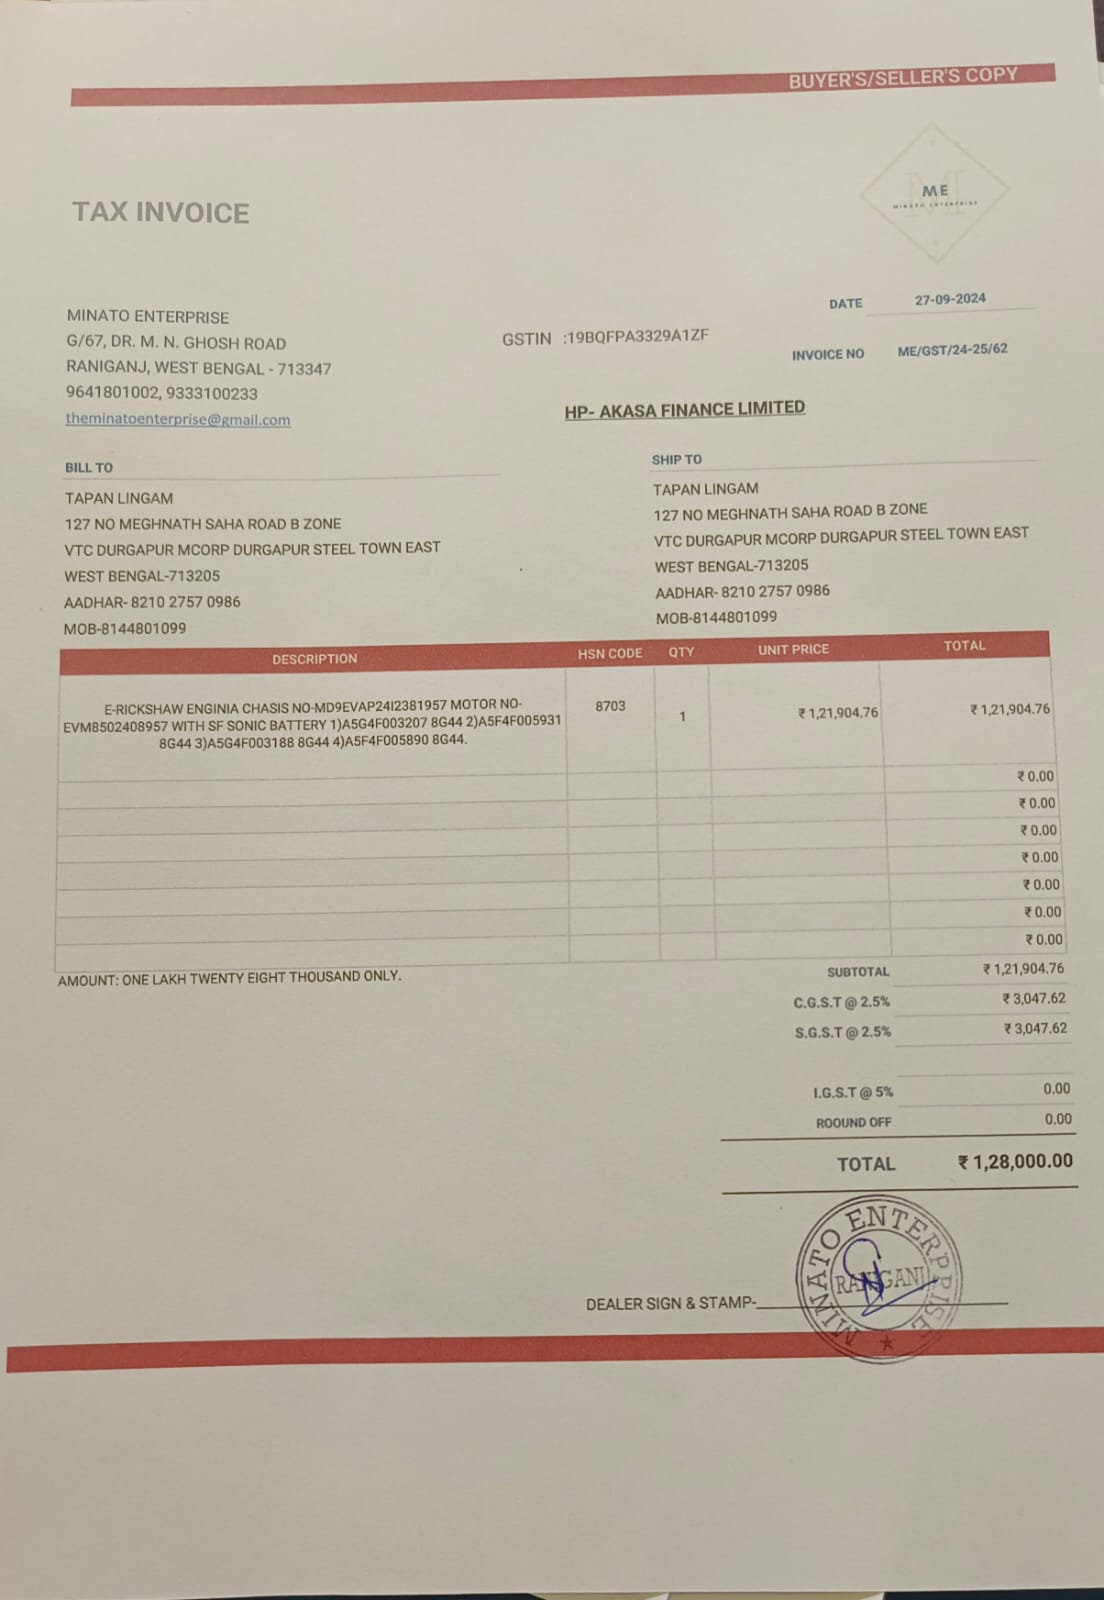 BUYER'S/SELLER'S COPY
ME
MINATO ENTERPRISE
TAX INVOICE
DATE 27-09-2024
MINATO ENTERPRISE
G/67, DR. M. N. GHOSH ROAD
GSTIN :19BQFPA3329A1ZF
INVOICE NO ME/GST/24-25/62
RANIGANJ, WEST BENGAL - 713347
9641801002, 9333100233
theminatoenterprise@gmail.com
HP- AKASA FINANCE LIMITED
BILL TO
TAPAN LINGAM
127 NO MEGHNATH SAHA ROAD B ZONE
VTC DURGAPUR MCORP DURGAPUR STEEL TOWN EAST
WEST BENGAL-713205
AADHAR- 8210 2757 0986
MOB-8144801099
SHIP TO
TAPAN LINGAM
127 NO MEGHNATH SAHA ROAD B ZONE
VTC DURGAPUR MCORP DURGAPUR STEEL TOWN EAST
WEST BENGAL-713205
AADHAR- 8210 2757 0986
MOB-8144801099
DESCRIPTION HSN CODE QTY UNIT PRICE TOTAL
E-RICKSHAW ENGINIA CHASIS NO-MD9EVAP24I2381957 MOTOR NO-
EVM8502408957 WITH SF SONIC BATTERY 1)A5G4F003207 8G44 2)A5F4F005931
8G44 3)A5G4F003188 8G44 4)A5F4F005890 8G44.
8703 1 ₹ 1,21,904.76 ₹ 1,21,904.76
₹ 0.00
₹ 0.00
₹ 0.00
₹ 0.00
₹ 0.00
₹ 0.00
₹ 0.00
AMOUNT: ONE LAKH TWENTY EIGHT THOUSAND ONLY.
SUBTOTAL ₹ 1,21,904.76
C.G.S.T @ 2.5% ₹ 3,047.62
S.G.S.T @ 2.5% ₹ 3,047.62
I.G.S.T @ 5% 0.00
ROOUND OFF 0.00
TOTAL ₹ 1,28,000.00
MINATO ENTERPRISE
RANIGANJ
DEALER SIGN & STAMP-